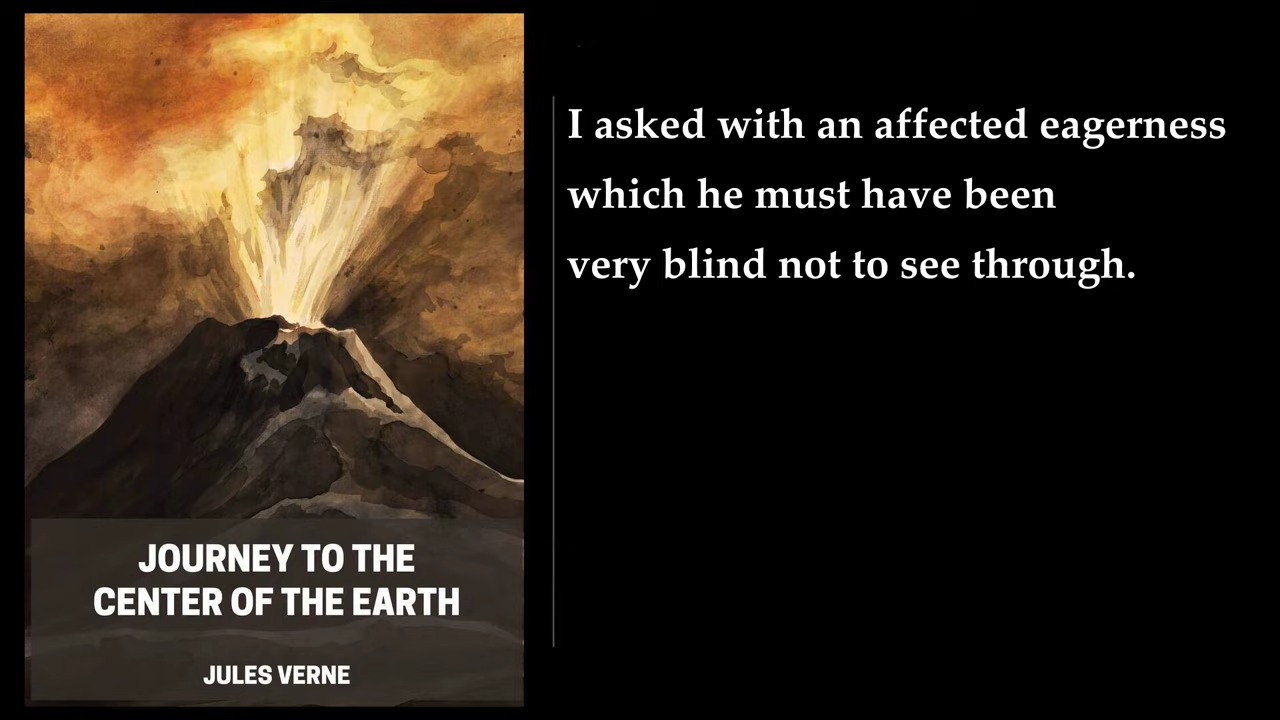 I asked with an affected eagerness
which he must have been
very blind not to see through.
JOURNEY TO THE
CENTER OF THE EARTH
JULES VERNE